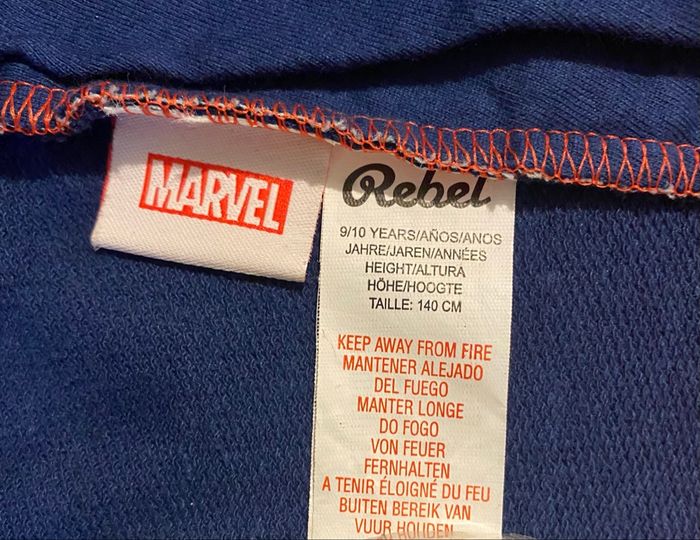 MARVEL
Rebel
9/10 YEARS/AÑOS/ANOS
JAHRE/JAREN/ANNÉES
HEIGHT/ALTURA
HÖHE/HOOGTE
TAILLE: 140 CM
KEEP AWAY FROM FIRE
MANTENER ALEJADO
DEL FUEGO
MANTER LONGE
DO FOGO
VON FEUER
FERNHALTEN
A TENIR ÉLOIGNÉ DU FEU
BUITEN BEREIK VAN
VUUR HOUDEN